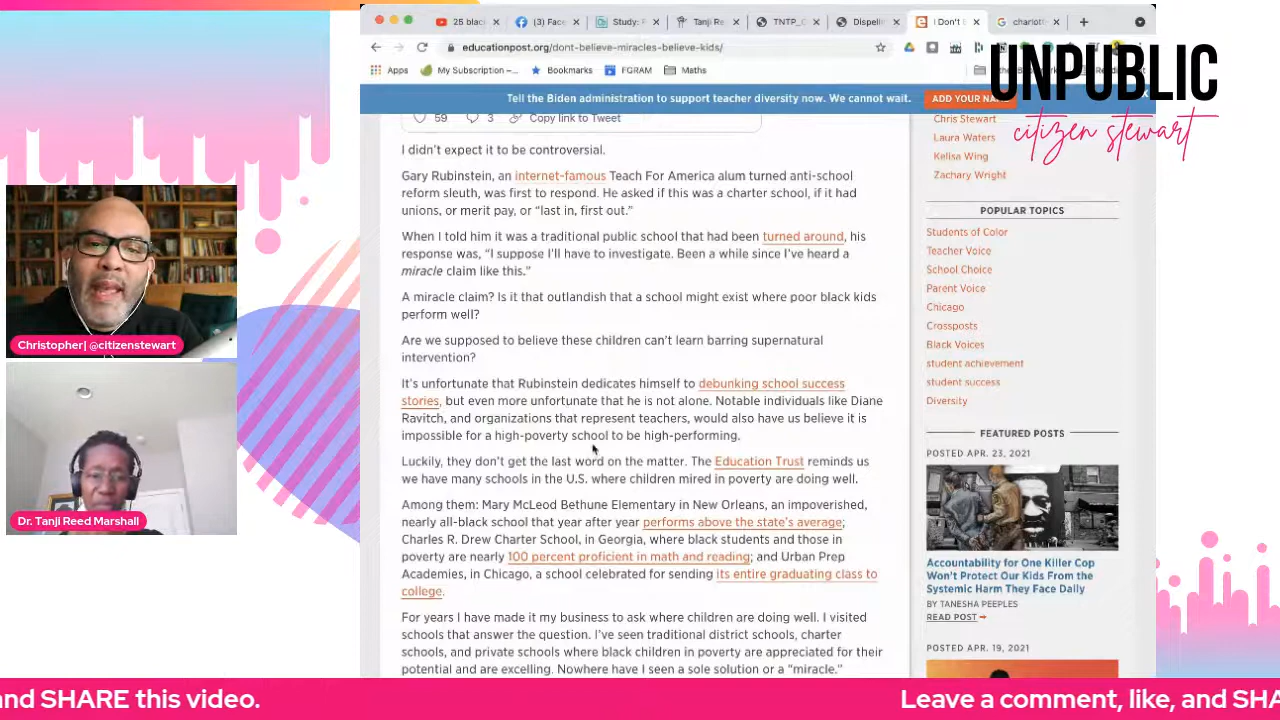 28 blac
(3) Face
Study: R
Tanji Re
TNTP_
Dispelli
I Don't
charlott
educationpost.org/dont-believe-miracles-believe-kids/
Apps
My Subscription –...
Bookmarks
FGRAM
Maths
UNPUBLIC
citizen stewart
Tell the Biden administration to support teacher diversity now. We cannot wait.
ADD YOUR NAM
59
3
Copy link to Tweet
I didn't expect it to be controversial.
Gary Rubinstein, an internet-famous Teach For America alum turned anti-school
reform sleuth, was first to respond. He asked if this was a charter school, if it had
unions, or merit pay, or “last in, first out.”
When I told him it was a traditional public school that had been turned around, his
response was, “I suppose I'll have to investigate. Been a while since I've heard a
miracle claim like this.”
A miracle claim? Is it that outlandish that a school might exist where poor black kids
perform well?
Are we supposed to believe these children can't learn barring supernatural
intervention?
It's unfortunate that Rubinstein dedicates himself to debunking school success
stories, but even more unfortunate that he is not alone. Notable individuals like Diane
Ravitch, and organizations that represent teachers, would also have us believe it is
impossible for a high-poverty school to be high-performing.
Luckily, they don't get the last word on the matter. The Education Trust reminds us
we have many schools in the U.S. where children mired in poverty are doing well.
Among them: Mary McLeod Bethune Elementary in New Orleans, an impoverished,
nearly all-black school that year after year performs above the state's average;
Charles R. Drew Charter School, in Georgia, where black students and those in
poverty are nearly 100 percent proficient in math and reading; and Urban Prep
Academies, in Chicago, a school celebrated for sending its entire graduating class to
college.
For years I have made it my business to ask where children are doing well. I visited
schools that answer the question. I've seen traditional district schools, charter
schools, and private schools where black children in poverty are appreciated for their
potential and are excelling. Nowhere have I seen a sole solution or a “miracle.”
Chris Stewart
Laura Waters
Kelisa Wing
Zachary Wright
POPULAR TOPICS
Students of Color
Teacher Voice
School Choice
Parent Voice
Chicago
Crossposts
Black Voices
student achievement
student success
Diversity
FEATURED POSTS
POSTED APR. 23, 2021
Accountability for One Killer Cop
Won't Protect Our Kids From the
Systemic Harm They Face Daily
BY TANESHA PEEPLES
READ POST
POSTED APR. 19, 2021
Christopher| @citizenstewart
Dr. Tanji Reed Marshall
and SHARE this video.
Leave a comment, like, and SHA